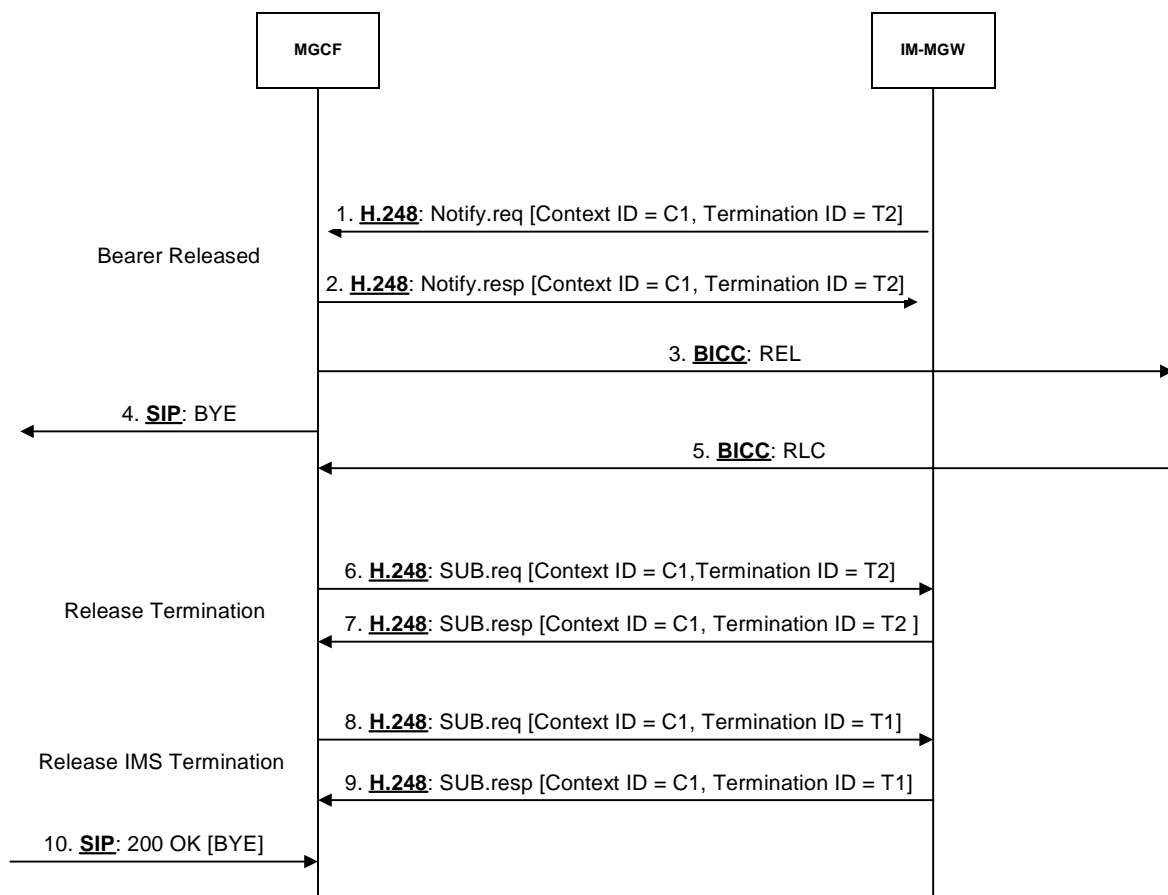 MGCF
IM-MGW
1. H.248: Notify.req [Context ID = C1, Termination ID = T2]
Bearer Released
2. H.248: Notify.resp [Context ID = C1, Termination ID = T2]
3. BICC: REL
4. SIP: BYE
5. BICC: RLC
6. H.248: SUB.req [Context ID = C1,Termination ID = T2]
Release Termination
7. H.248: SUB.resp [Context ID = C1, Termination ID = T2 ]
8. H.248: SUB.req [Context ID = C1, Termination ID = T1]
Release IMS Termination
9. H.248: SUB.resp [Context ID = C1, Termination ID = T1]
10. SIP: 200 OK [BYE]